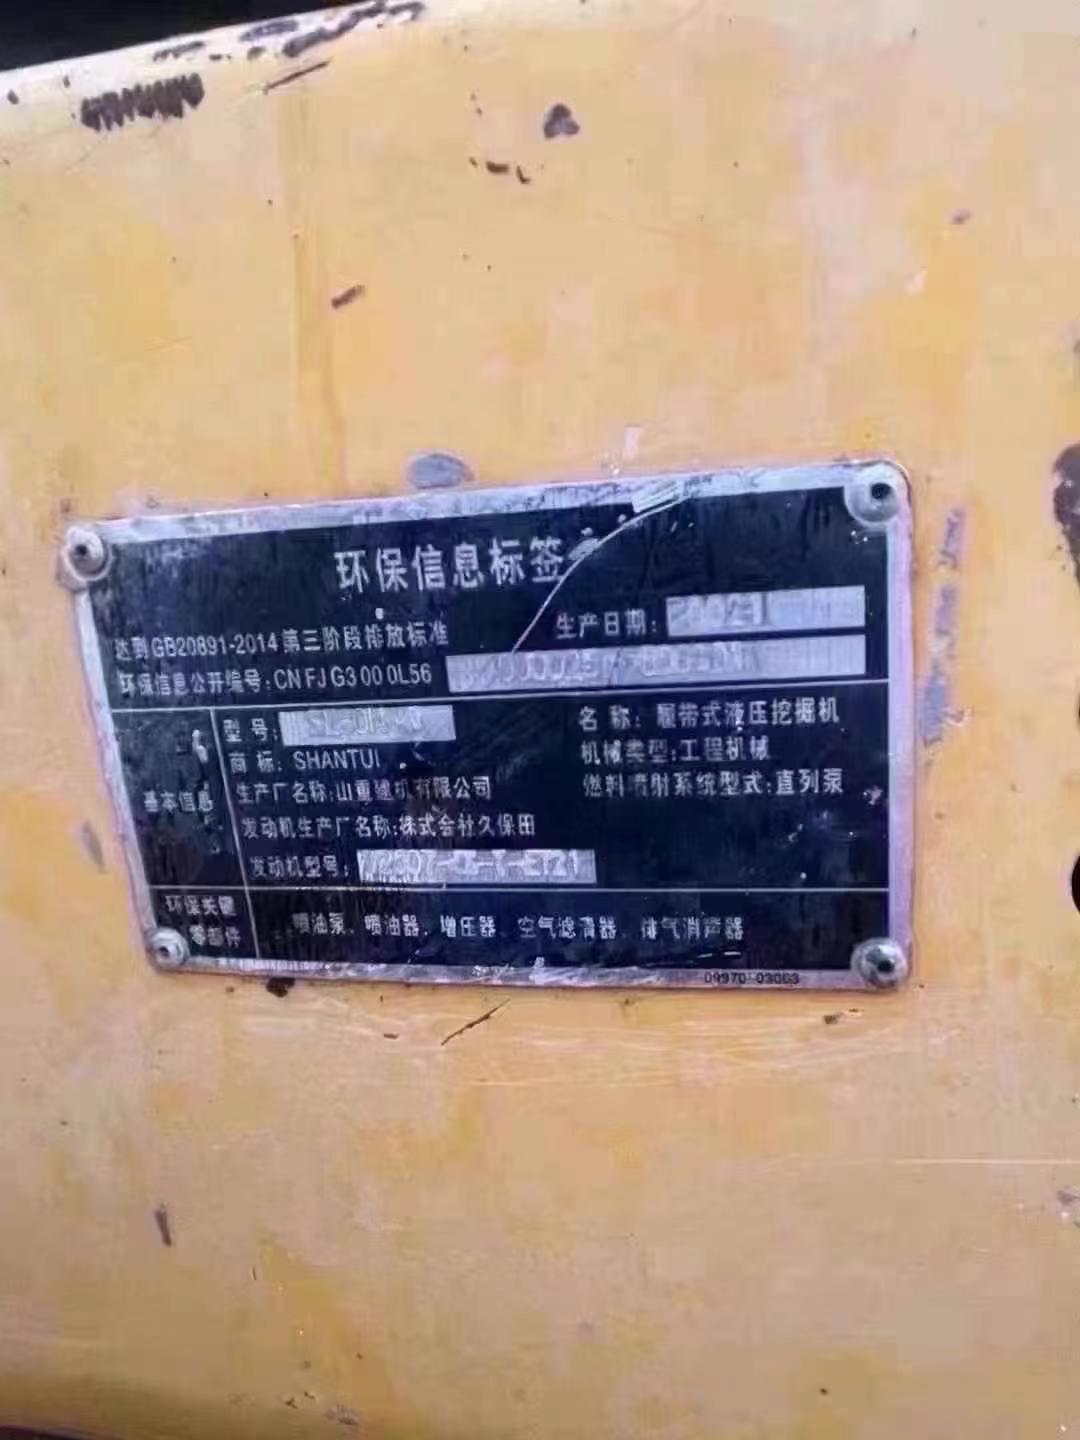 环保信息标签
生产日期:
达到GB20891-2014第三阶段排放标准
环保信息公开编号:CN FJ G3 00 0L56
型号:
名称:履带式液压挖掘机
商标:SHANTUI
机械类型:工程机械
基本信息
生产厂名称:山重建机有限公司
燃料喷射系统型式:直列泵
发动机生产厂名称:株式会社久保田
发动机型号:
环保关键
零部件
喷油泵、喷油器、增压器、空气滤清器、排气消声器
09970-03063